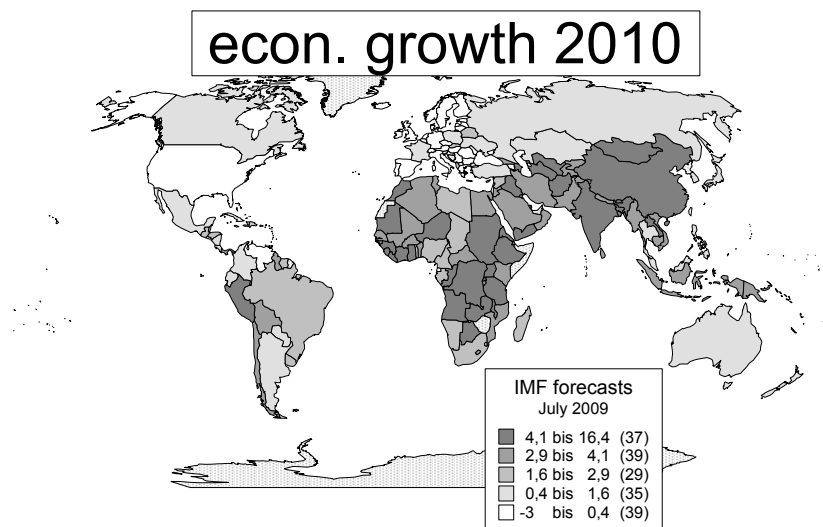 econ. growth 2010
IMF forecasts
July 2009
4,1 bis 16,4 (37)
2,9 bis 4,1 (39)
1,6 bis 2,9 (29)
0,4 bis 1,6 (35)
-3 bis 0,4 (39)